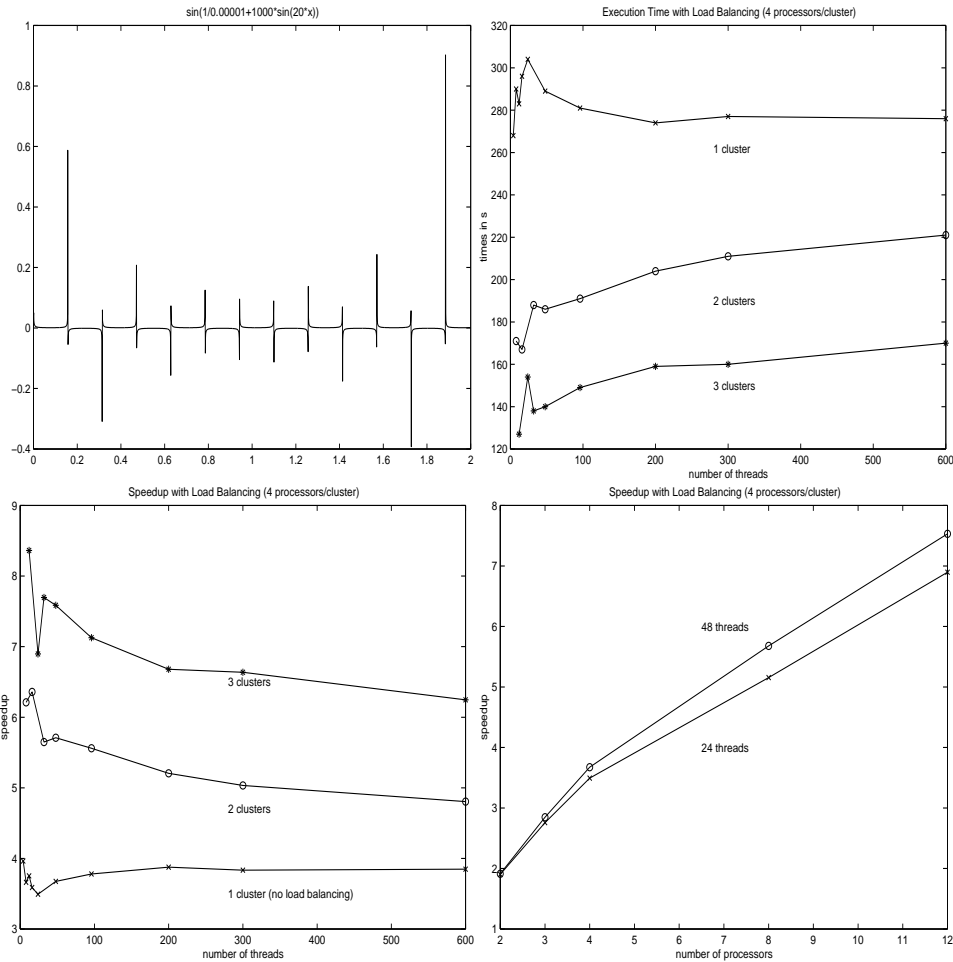 sin(1/0.00001+1000*sin(20*x))
1
0.8
0.6
0.4
0.2
0
−0.2
−0.4
0 0.2 0.4 0.6 0.8 1 1.2 1.4 1.6 1.8 2
Execution Time with Load Balancing (4 processors/cluster)
320
300
280
260
240
220
200
180
160
140
120
times in s
1 cluster
2 clusters
3 clusters
0 100 200 300 400 500 600
number of threads
Speedup with Load Balancing (4 processors/cluster)
9
8
7
6
5
4
3
speedup
3 clusters
2 clusters
1 cluster (no load balancing)
0 100 200 300 400 500 600
number of threads
Speedup with Load Balancing (4 processors/cluster)
8
7
6
5
4
3
2
1
speedup
48 threads
24 threads
2 3 4 5 6 7 8 9 10 11 12
number of processors